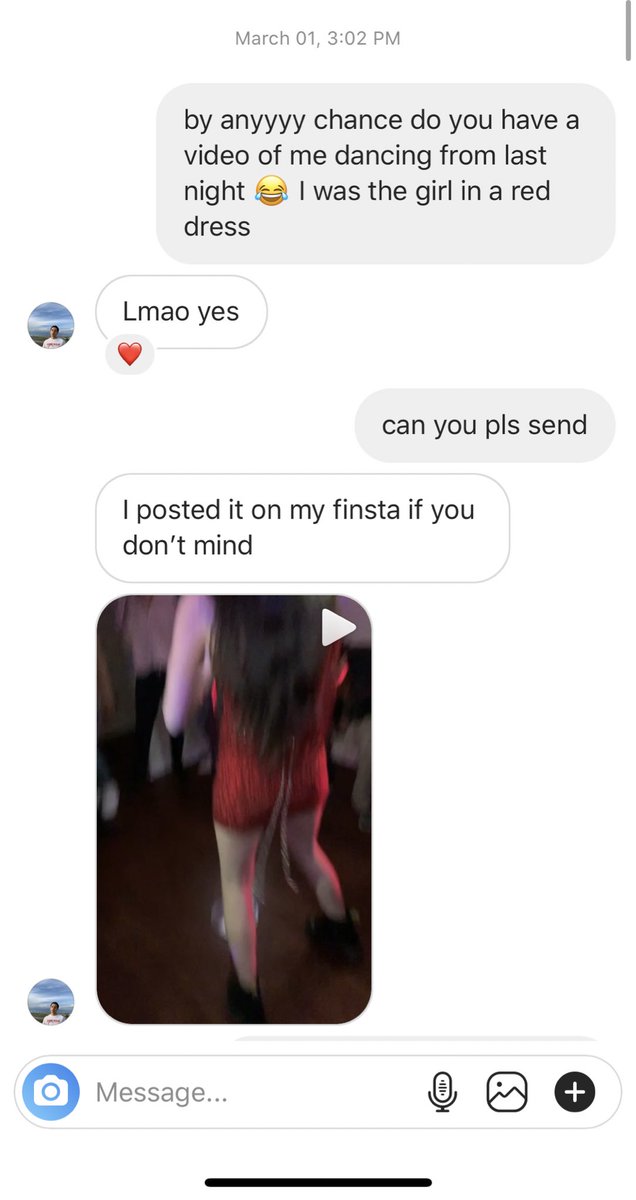 March 01, 3:02 PM
by anyyyy chance do you have a
video of me dancing from last
night 😂 I was the girl in a red
dress
Lmao yes
❤️
can you pls send
I posted it on my finsta if you
don't mind
Message...